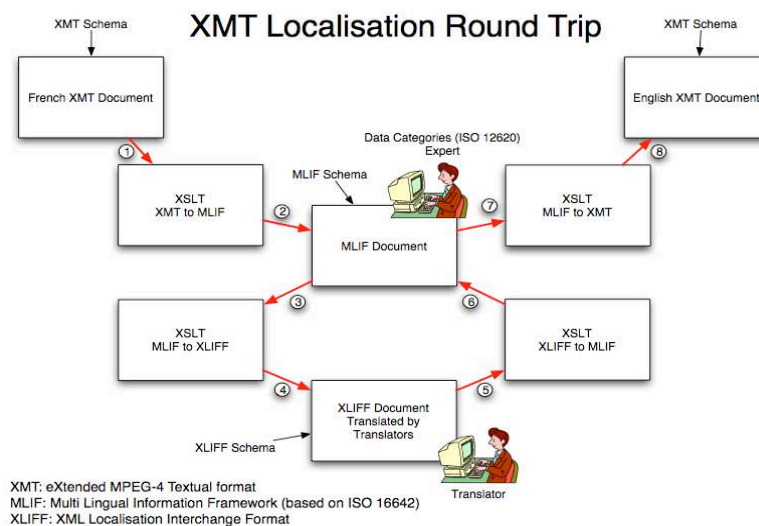 XMT Localisation Round Trip
XMT Schema
XMT Schema
French XMT Document
English XMT Document
1
8
Data Categories (ISO 12620)
Expert
MLIF Schema
XSLT
XMT to MLIF
2
7
XSLT
MLIF to XMT
MLIF Document
3
6
XSLT
MLIF to XLIFF
XSLT
XLIFF to MLIF
4
5
XLIFF Document
Translated by
Translators
XLIFF Schema
Translator
XMT: eXtended MPEG-4 Textual format
MLIF: Multi Lingual Information Framework (based on ISO 16642)
XLIFF: XML Localisation Interchange Format